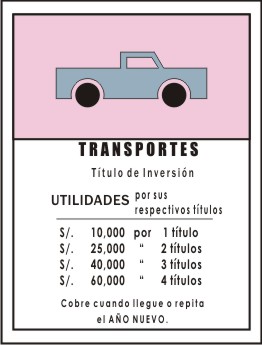 TRANSPORTES
Título de Inversión
UTILIDADES por sus
respectivos títulos
S/. 10,000 por 1 título
S/. 25,000 “ 2 títulos
S/. 40,000 “ 3 títulos
S/. 60,000 “ 4 títulos
Cobre cuando llegue o repita
el AÑO NUEVO.